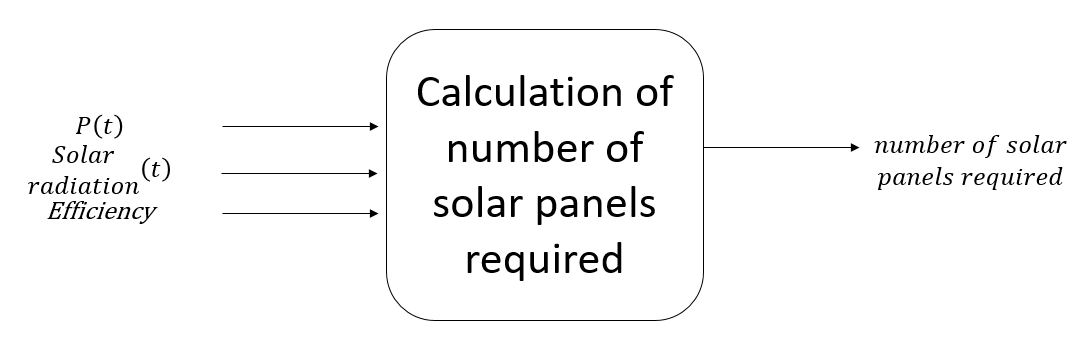 P(t)
Solar
radiation (t)
Efficiency
Calculation of
number of
solar panels
required
number of solar
panels required